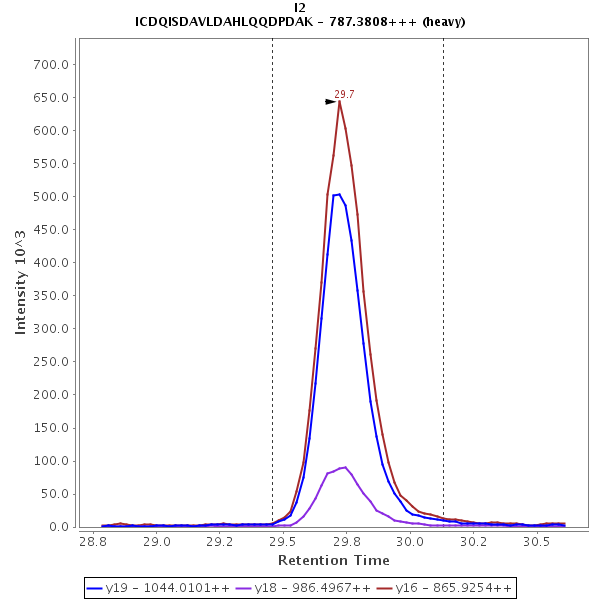 I2
ICDQISDAVLDAHLQQDPDAK - 787.3808+++ (heavy)
29.7
700.0
650.0
600.0
550.0
500.0
450.0
400.0
350.0
300.0
250.0
200.0
150.0
100.0
50.0
0.0
Intensity 10^3
28.8 29.0 29.2 29.5 29.8 30.0 30.2 30.5
Retention Time
y19 - 1044.0101++ y18 - 986.4967++ y16 - 865.9254++